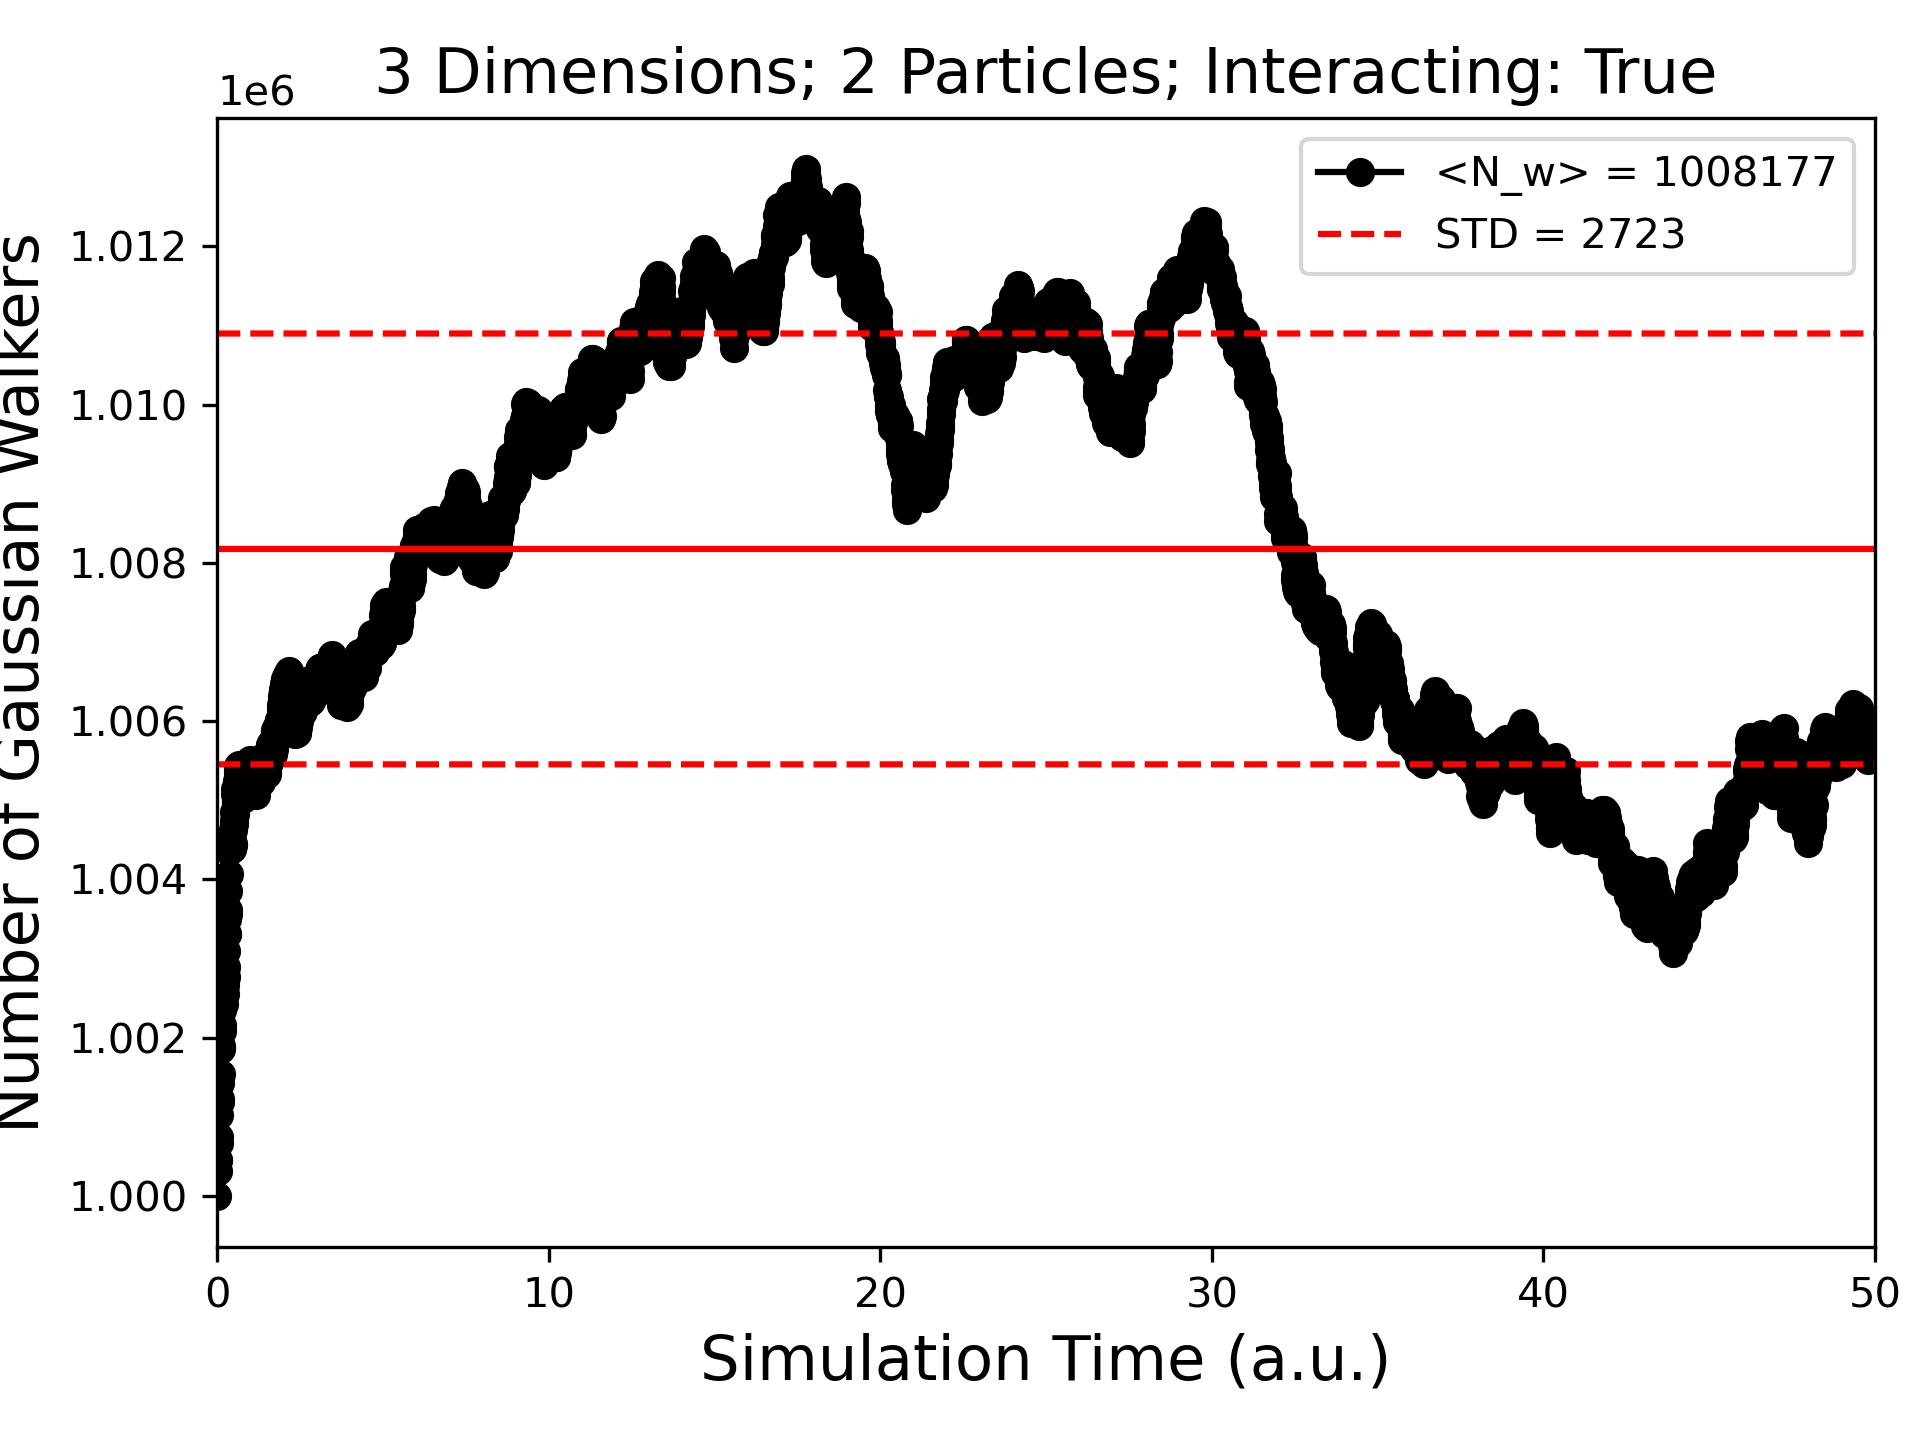 3 Dimensions; 2 Particles; Interacting: True
1e6
<N_w> = 1008177
STD = 2723
Number of Gaussian Walkers
1.012
1.010
1.008
1.006
1.004
1.002
1.000
0 10 20 30 40 50
Simulation Time (a.u.)